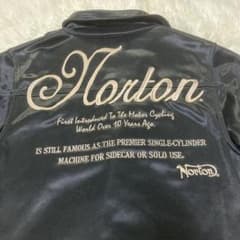 Norton.
First Introduced To The Motor Cycling
World Over 10 Years Ago.
IS STILL FAMOUS AS THE PREMIER SINGLE-CYLINDER
MACHINE FOR SIDECAR OR SOLO USE.
Norton